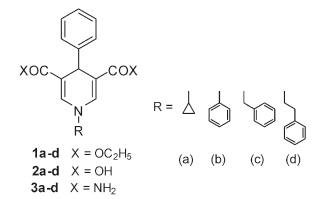 XOC COX
N
R
R =
(a) (b) (c) (d)
1a-d X = OC₂H₅
2a-d X = OH
3a-d X = NH₂